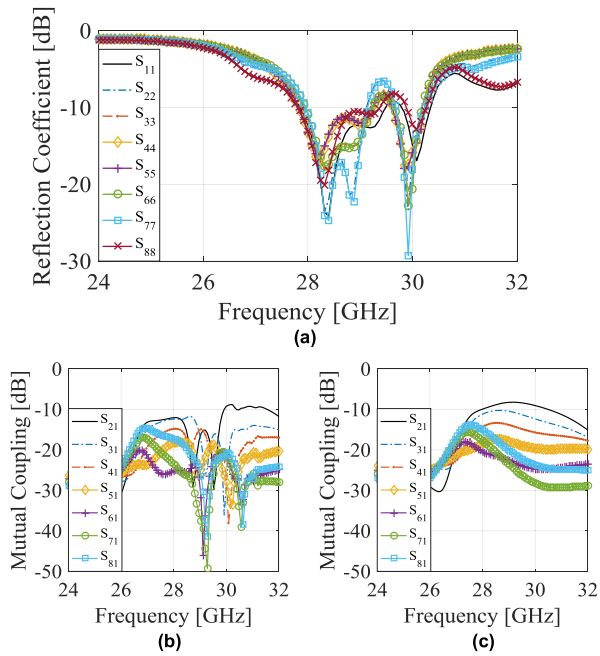 Reflection Coefficient [dB]
0
-10
-20
-30
S11
S22
S33
S44
S55
S66
S77
S88
24 26 28 30 32
Frequency [GHz]
(a)
Mutual Coupling [dB]
0
-10
-20
-30
-40
-50
S21
S31
S41
S51
S61
S71
S81
24 26 28 30 32
Frequency [GHz]
(b)
Mutual Coupling [dB]
0
-10
-20
-30
-40
-50
S21
S31
S41
S51
S61
S71
S81
24 26 28 30 32
Frequency [GHz]
(c)